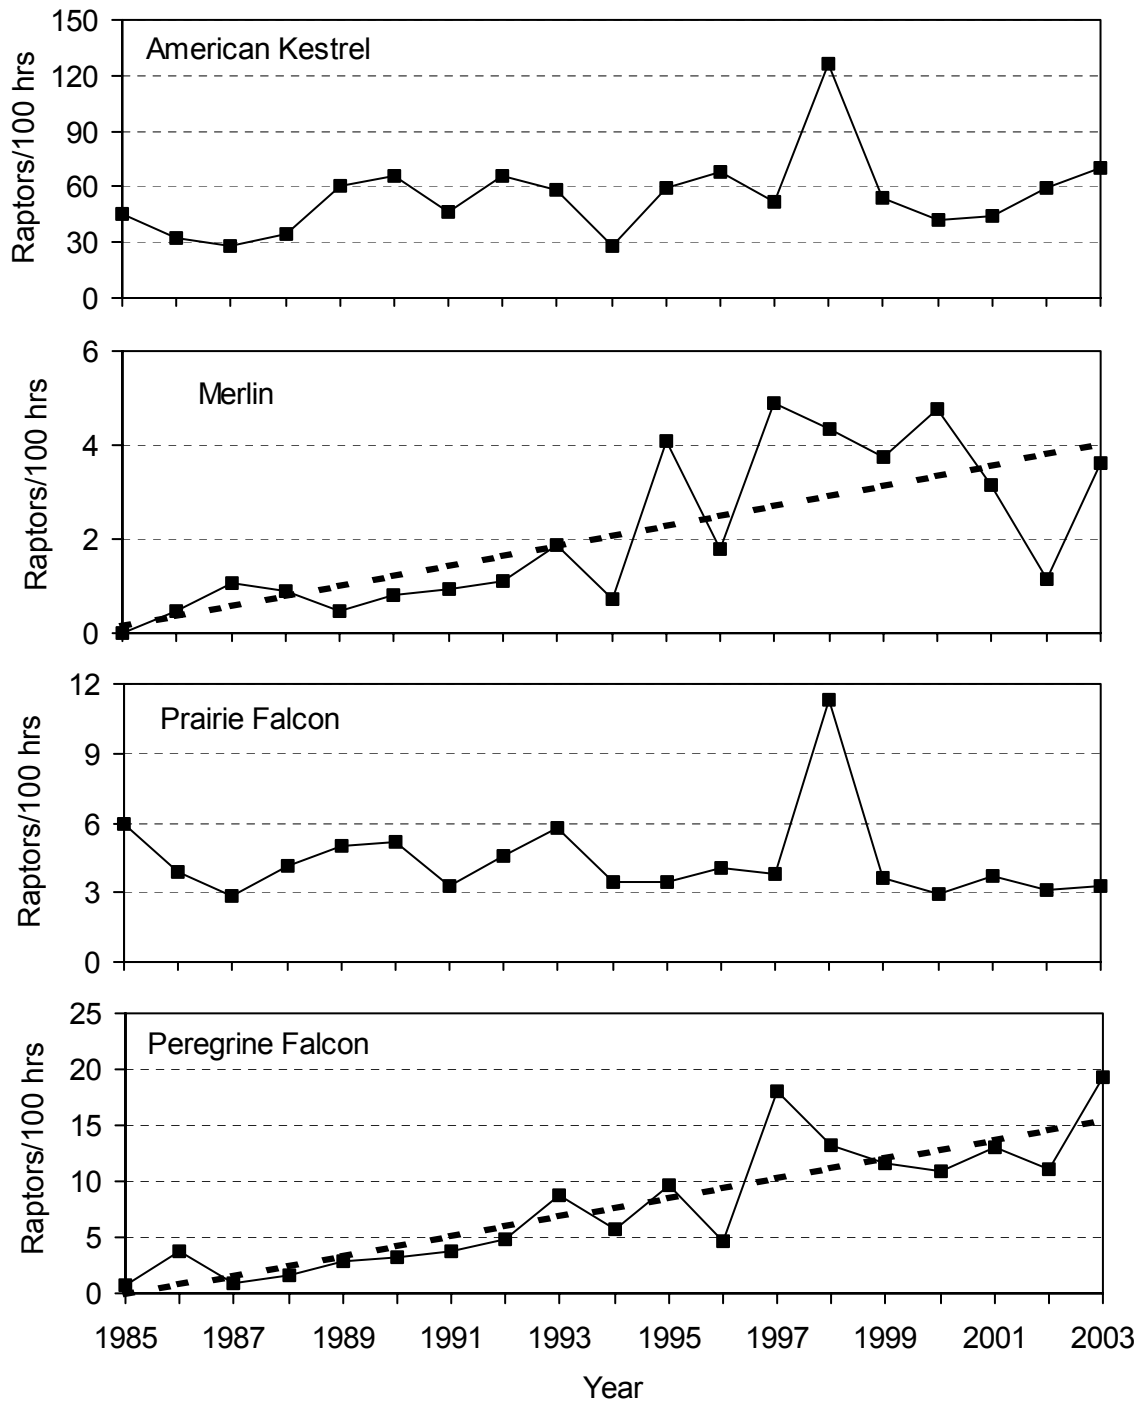 American Kestrel
Raptors/100 hrs
150
120
90
60
30
0
Merlin
Raptors/100 hrs
6
4
2
0
Prairie Falcon
Raptors/100 hrs
12
9
6
3
0
Peregrine Falcon
Raptors/100 hrs
25
20
15
10
5
0
1985 1987 1989 1991 1993 1995 1997 1999 2001 2003
Year